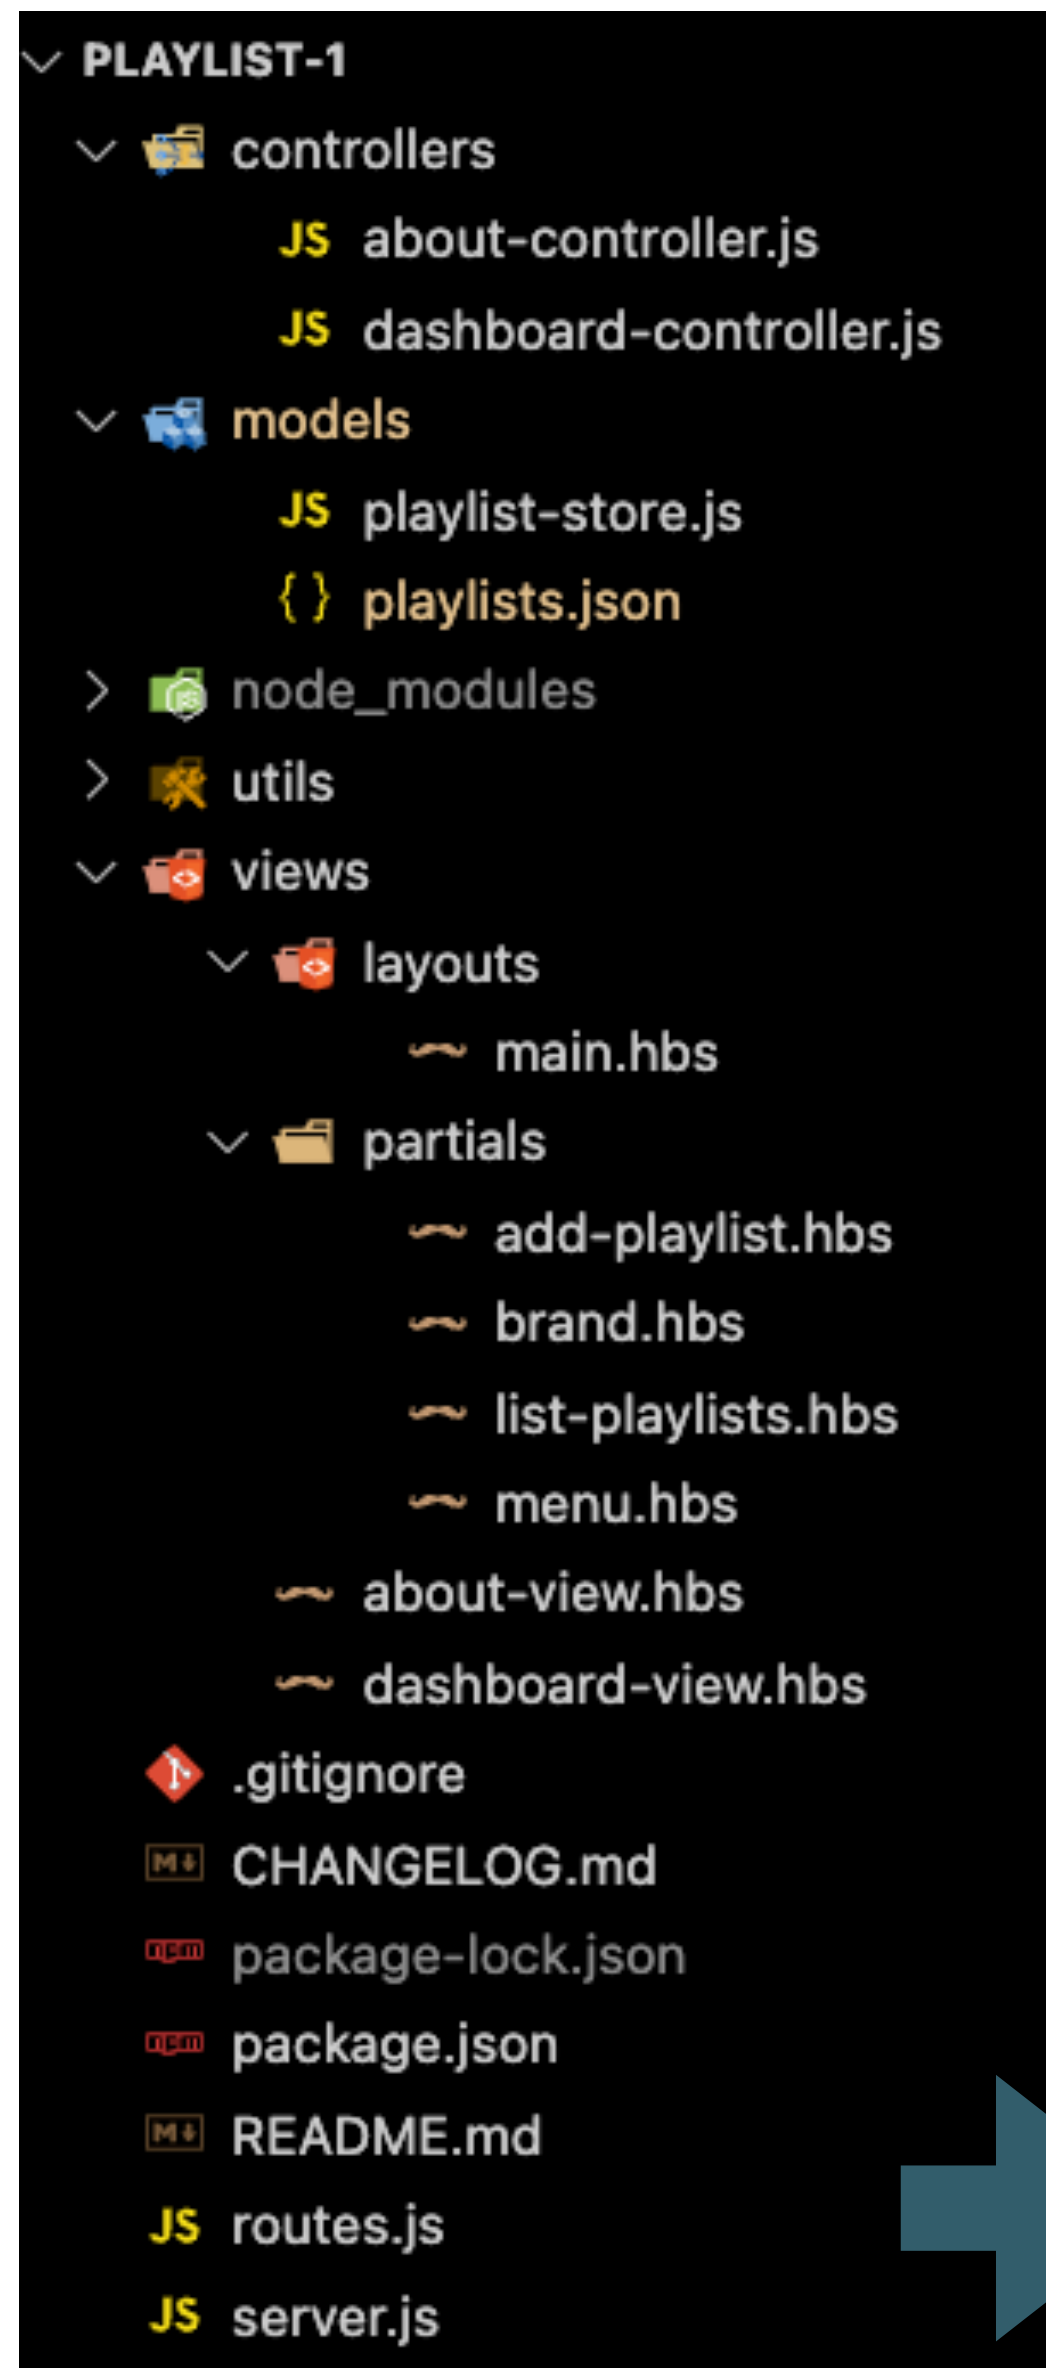 PLAYLIST-1
controllers
JS about-controller.js
JS dashboard-controller.js
models
JS playlist-store.js
{ } playlists.json
node_modules
utils
views
layouts
main.hbs
partials
add-playlist.hbs
brand.hbs
list-playlists.hbs
menu.hbs
about-view.hbs
dashboard-view.hbs
.gitignore
CHANGELOG.md
package-lock.json
package.json
README.md
JS routes.js
JS server.js